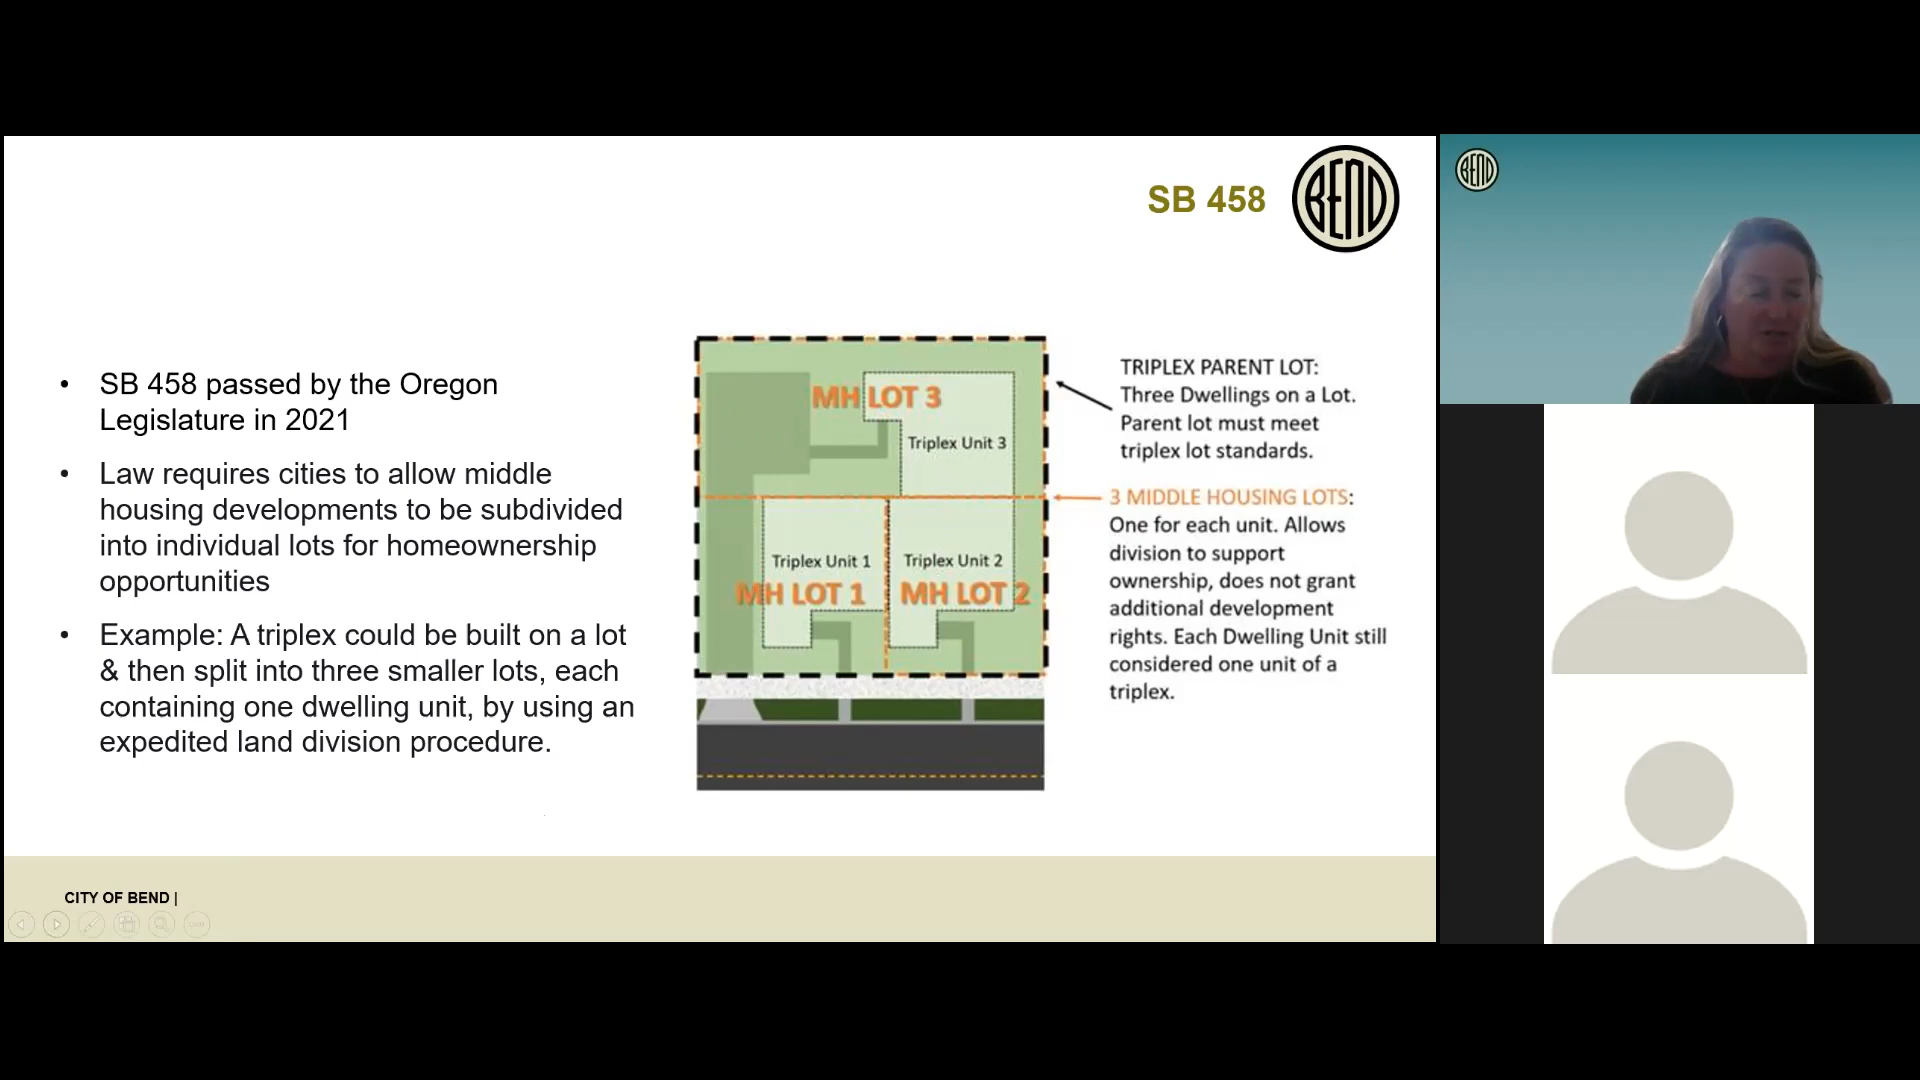 SB 458
BEND
BEND
• SB 458 passed by the Oregon
Legislature in 2021
• Law requires cities to allow middle
housing developments to be subdivided
into individual lots for homeownership
opportunities
• Example: A triplex could be built on a lot
& then split into three smaller lots, each
containing one dwelling unit, by using an
expedited land division procedure.
MH LOT 3
Triplex Unit 3
Triplex Unit 1
MH LOT 1
Triplex Unit 2
MH LOT 2
TRIPLEX PARENT LOT:
Three Dwellings on a Lot.
Parent lot must meet
triplex lot standards.
3 MIDDLE HOUSING LOTS:
One for each unit. Allows
division to support
ownership, does not grant
additional development
rights. Each Dwelling Unit still
considered one unit of a
triplex.
CITY OF BEND |